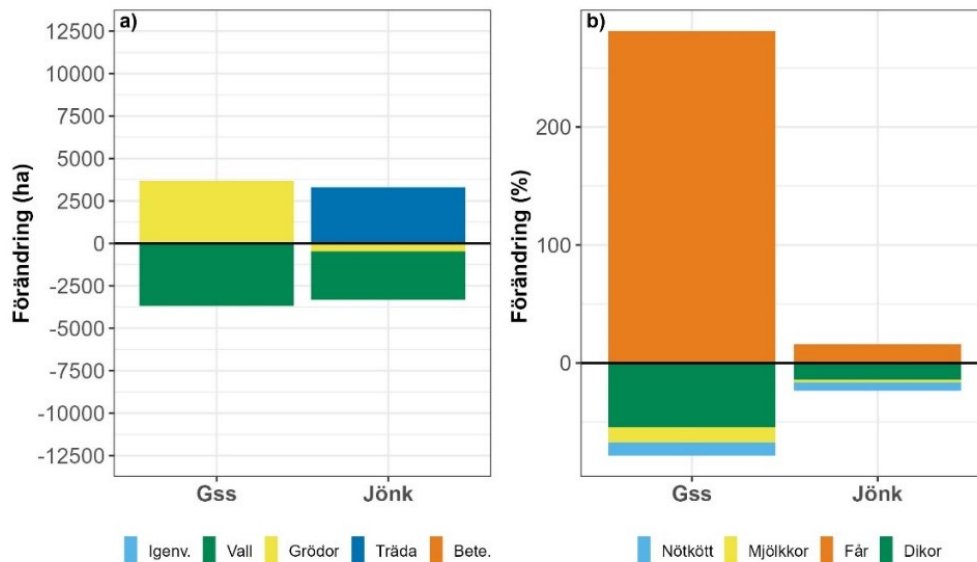 a)
Förändring (ha)
12500
10000
7500
5000
2500
0
-2500
-5000
-7500
-10000
-12500
Gss Jönk
Igenv. Vall Grödor Träda Bete.
b)
Förändring (%)
200
100
0
Gss Jönk
Nötkött Mjölkkor Får Dikor